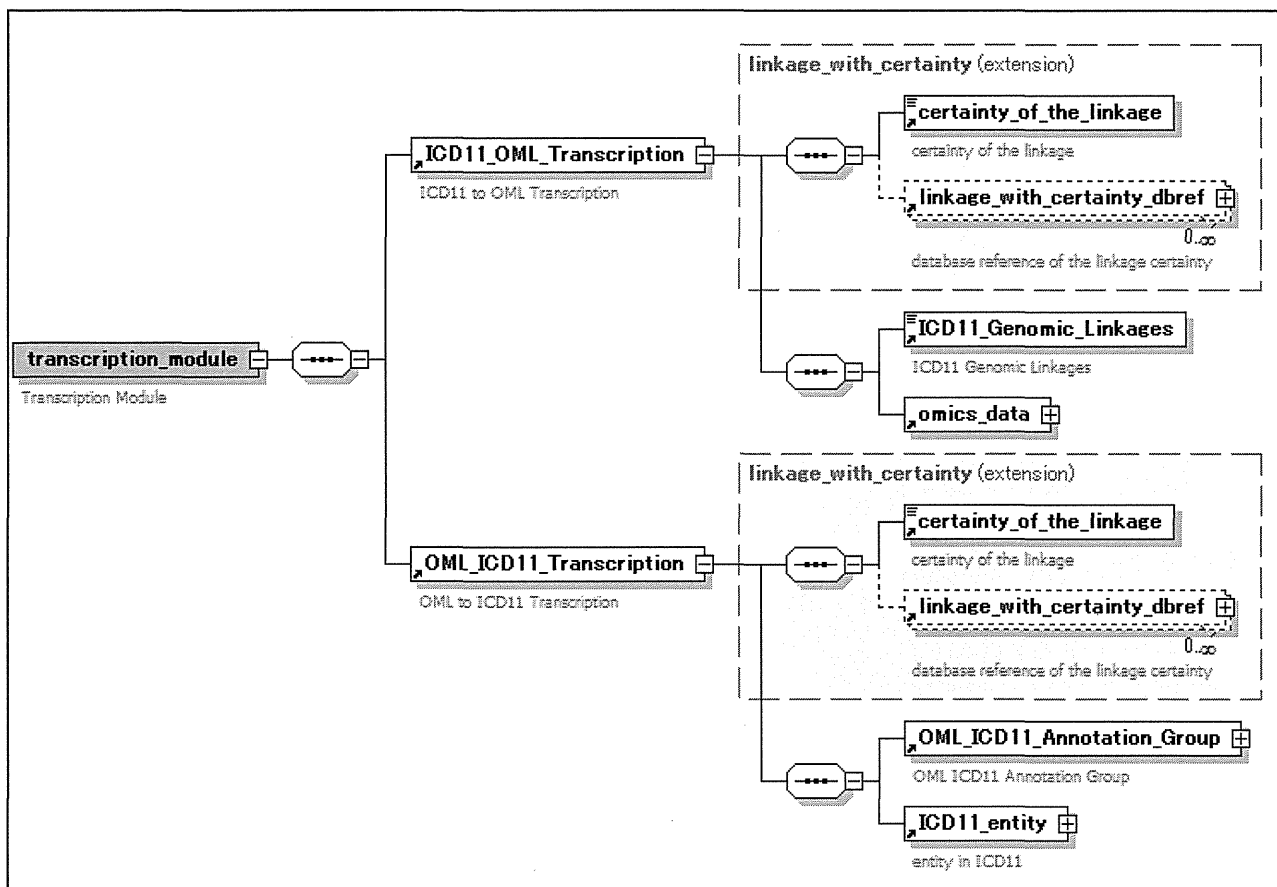 linkage_with_certainty (extension)
certainty_of_the_linkage
certainty of the linkage
ICD11_OML_Transcription
ICD11 to OML Transcription
linkage_with_certainty_dbref
0..∞
database reference of the linkage certainty
ICD11_Genomic_Linkages
ICD11 Genomic Linkages
transcription_module
Transcription Module
omics_data
linkage_with_certainty (extension)
certainty_of_the_linkage
certainty of the linkage
OML_ICD11_Transcription
OML to ICD11 Transcription
linkage_with_certainty_dbref
0..∞
database reference of the linkage certainty
OML_ICD11_Annotation_Group
OML ICD11 Annotation Group
ICD11_entity
entity in ICD11